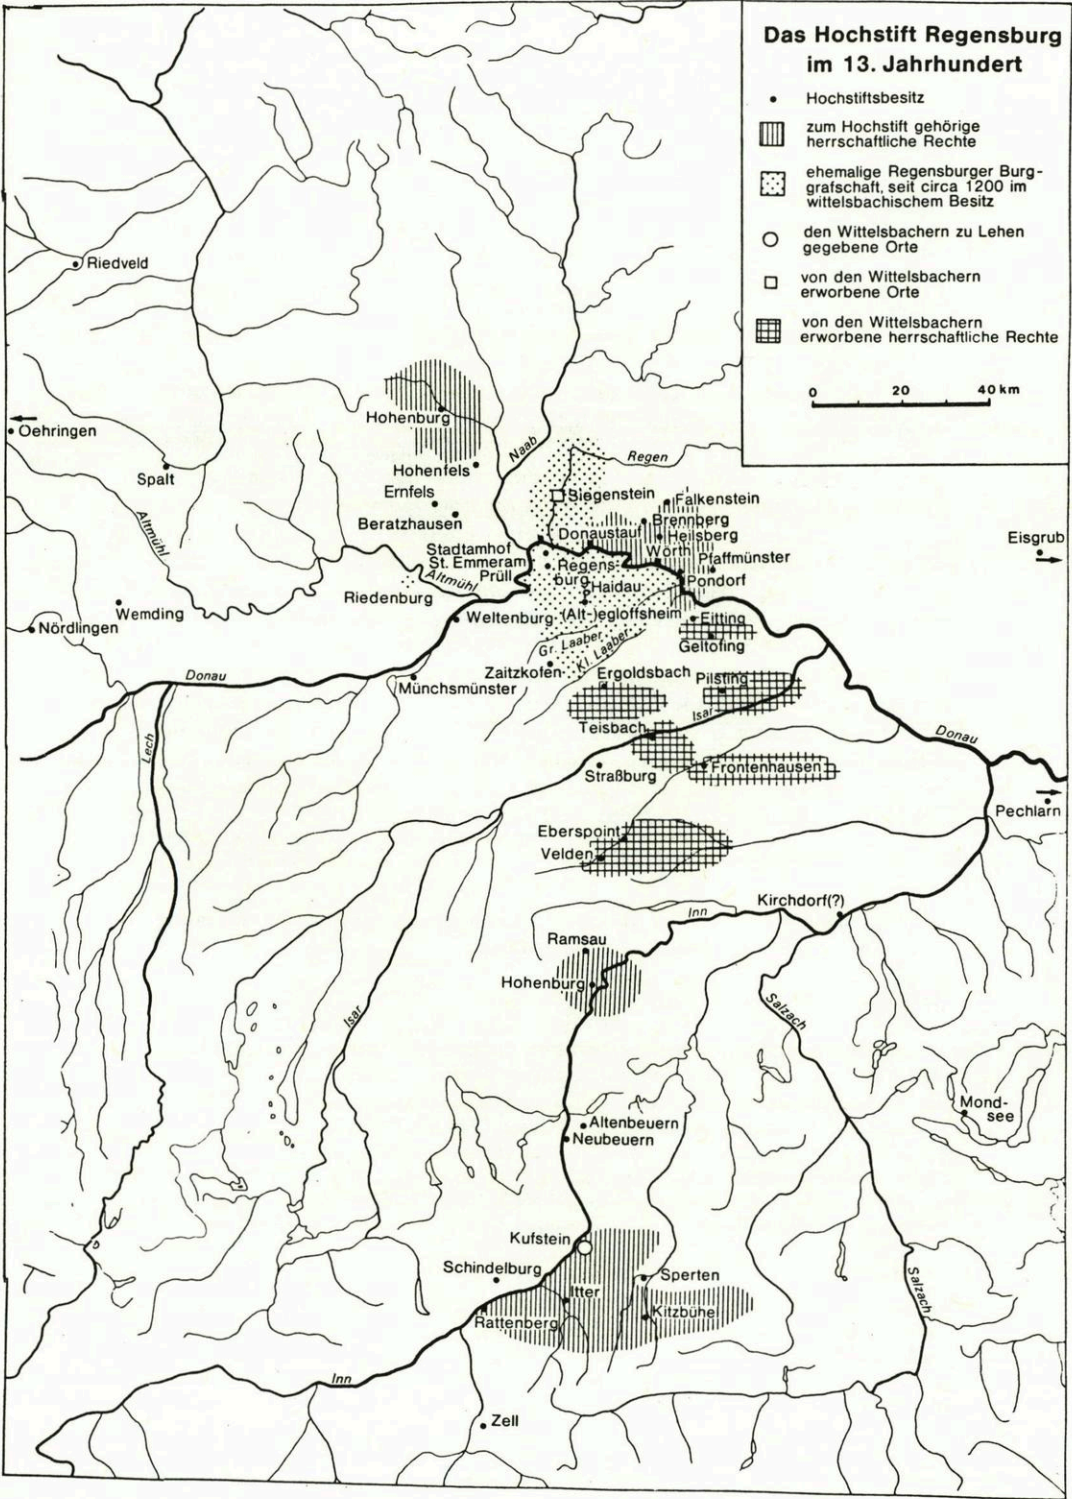 Das Hochstift Regensburg
im 13. Jahrhundert
Hochstiftsbesitz
zum Hochstift gehörige
herrschaftliche Rechte
ehemalige Regensburger Burg-
grafschaft, seit circa 1200 im
wittelsbachischem Besitz
den Wittelsbachern zu Lehen
gegebene Orte
von den Wittelsbachern
erworbene Orte
von den Wittelsbachern
erworbene herrschaftliche Rechte
0 20 40 km
Riedveld
Hohenburg
Oehringen
Naab
Regen
Hohenfels
Spalt
Ernfels
Siegenstein
Falkenstein
Beratzhausen
Brennberg
Altmühl
Donaustauf
Heilsberg
Eisgrub
Stadtamhof
Wörth
St. Emmeram
Pfaffmünster
Prüll
Regens-
burg
Altmühl
Pondorf
Haidau
Riedenburg
Wemding
Weltenburg
(Alt-)egloffsheim
Eitting
Nördlingen
Gr. Laaber
Kl. Laaber
Geltofing
Zaitzkofen
Ergoldsbach
Pilsting
Donau
Münchsmünster
Isar
Teisbach
Donau
Lech
Straßburg
Frontenhausen
Pechlarn
Eberspoint
Velden
Kirchdorf(?)
Inn
Ramsau
Hohenburg
Isar
Salzach
Mond-
see
Altenbeuern
Neubeuern
Kufstein
Schindelburg
Sperten
Itter
Salzach
Rattenberg
Kitzbühel
Inn
Zell